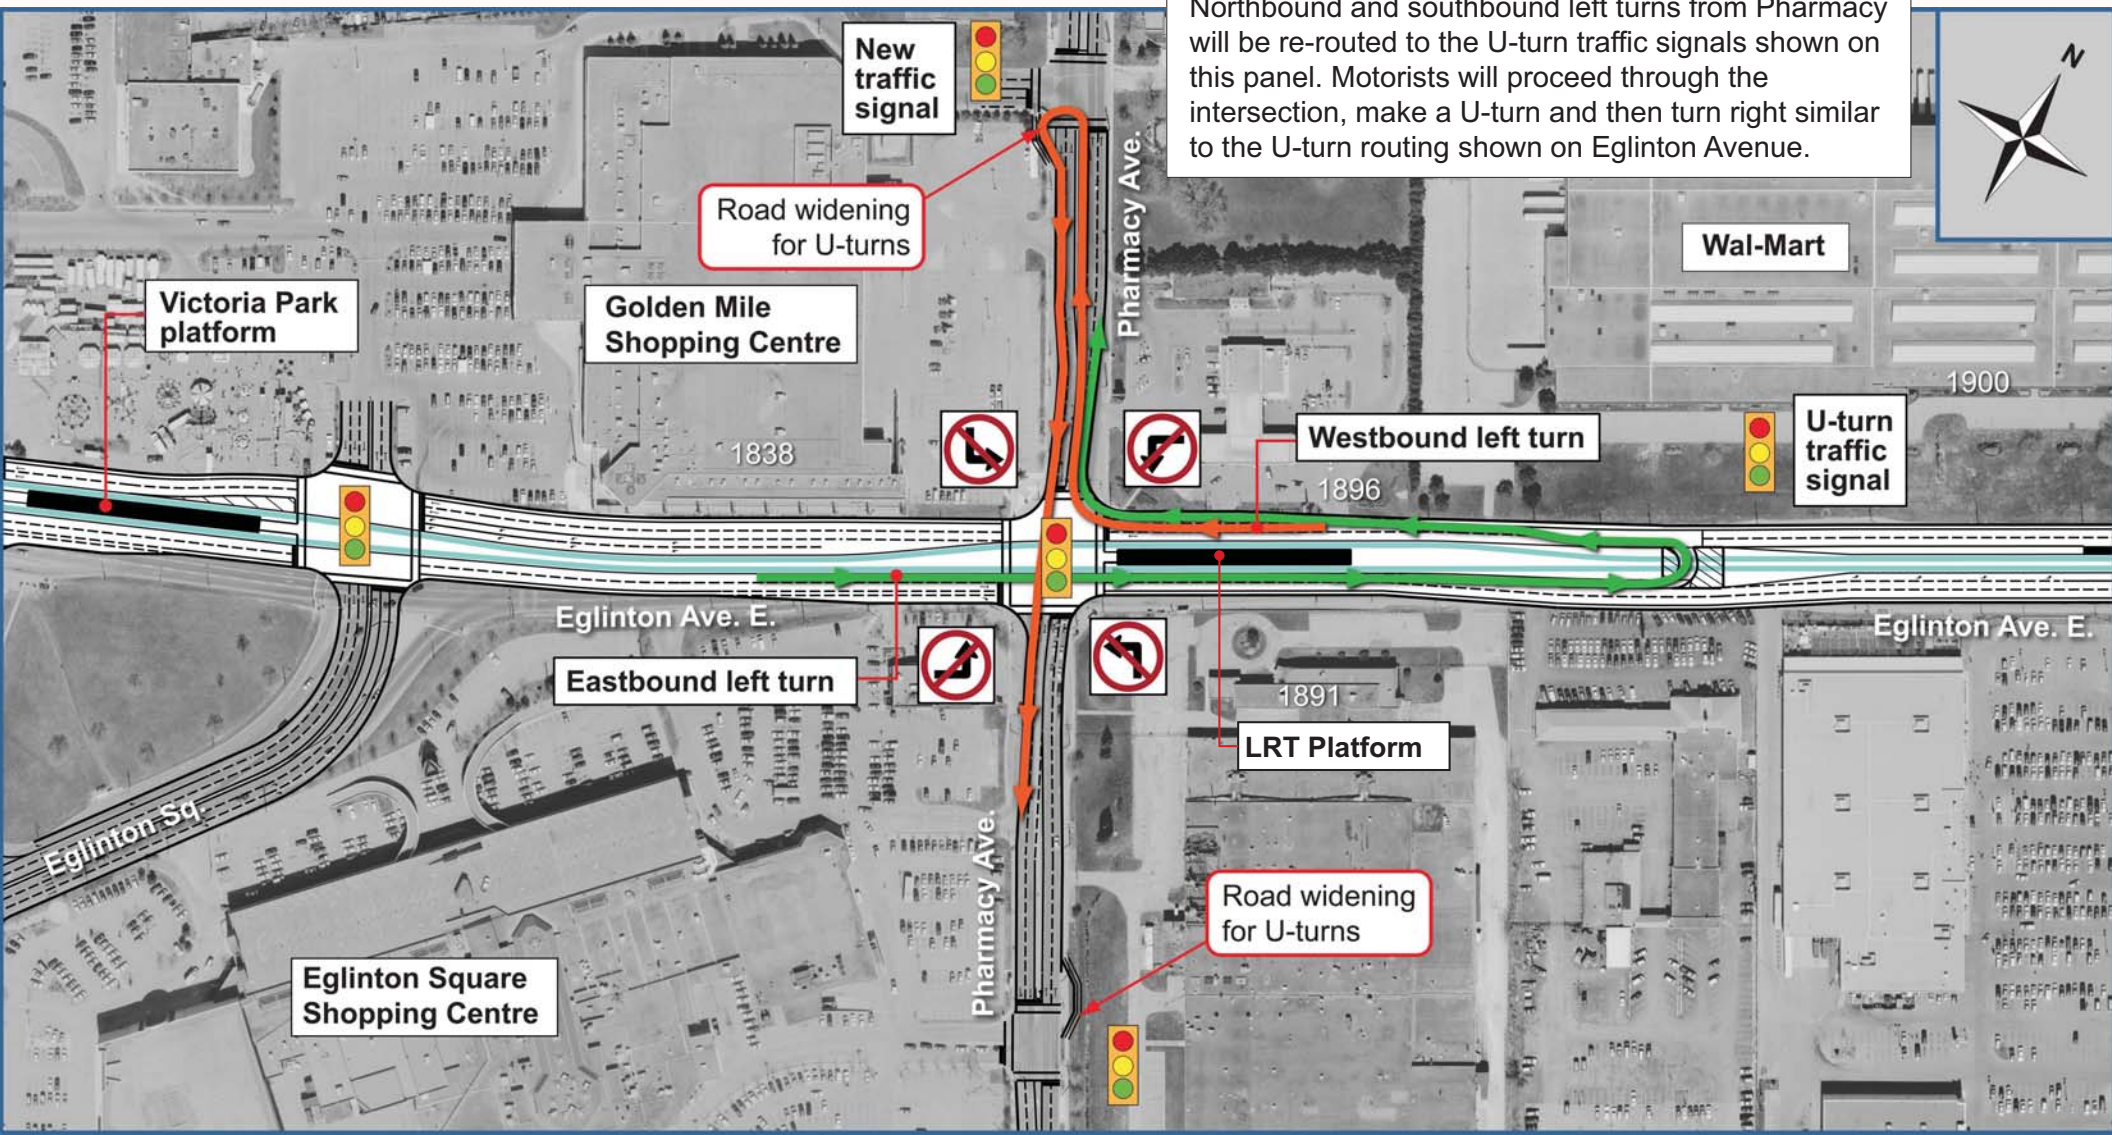 Northbound and southbound left turns from Pharmacy
will be re-routed to the U-turn traffic signals shown on
this panel. Motorists will proceed through the
intersection, make a U-turn and then turn right similar
to the U-turn routing shown on Eglinton Avenue.
N
New
traffic
signal
Road widening
for U-turns
Pharmacy Ave.
Wal-Mart
Victoria Park
platform
Golden Mile
Shopping Centre
1900
1838
Westbound left turn
1896
U-turn
traffic
signal
Eglinton Ave. E.
Eglinton Ave. E.
Eastbound left turn
1891
LRT Platform
Eglinton Sq.
Pharmacy Ave.
Road widening
for U-turns
Eglinton Square
Shopping Centre